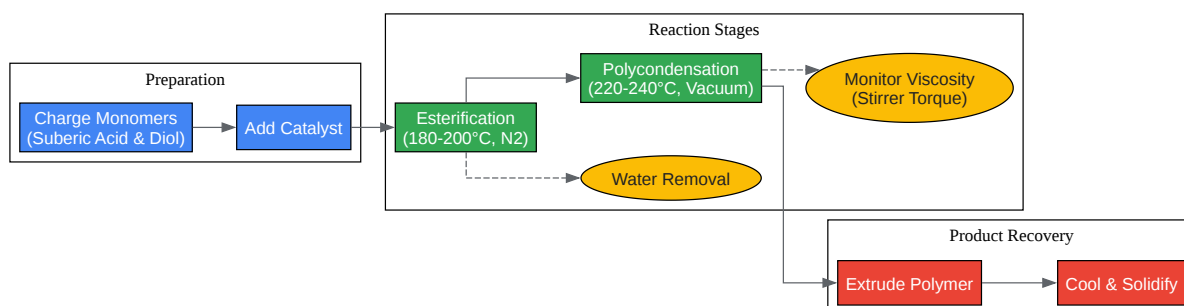 Preparation
Charge Monomers
(Suberic Acid & Diol)
Add Catalyst
Reaction Stages
Esterification
(180-200°C, N2)
Polycondensation
(220-240°C, Vacuum)
Monitor Viscosity
(Stirrer Torque)
Water Removal
Product Recovery
Extrude Polymer
Cool & Solidify